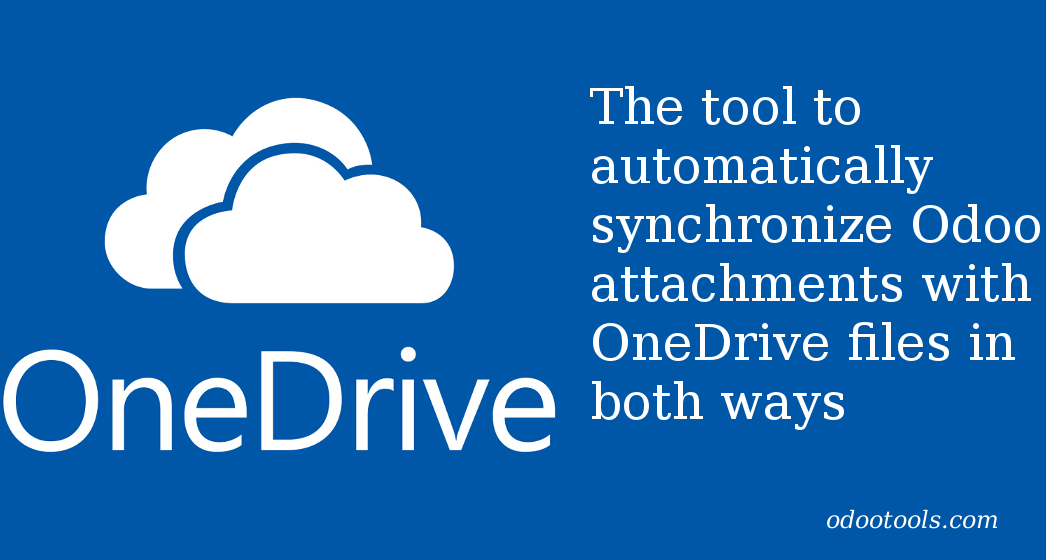 OneDrive
The tool to
automatically
synchronize Odoo
attachments with
OneDrive files in
both ways
odootools.com